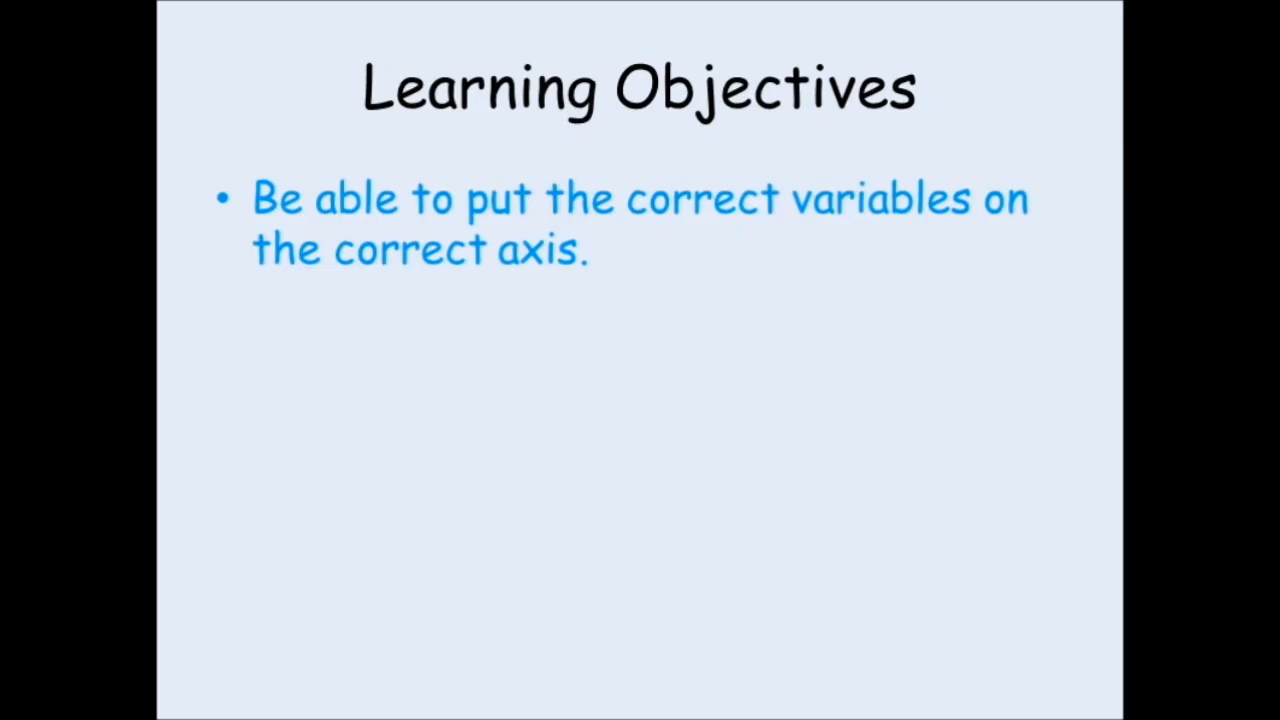 Learning Objectives
• Be able to put the correct variables on
the correct axis.